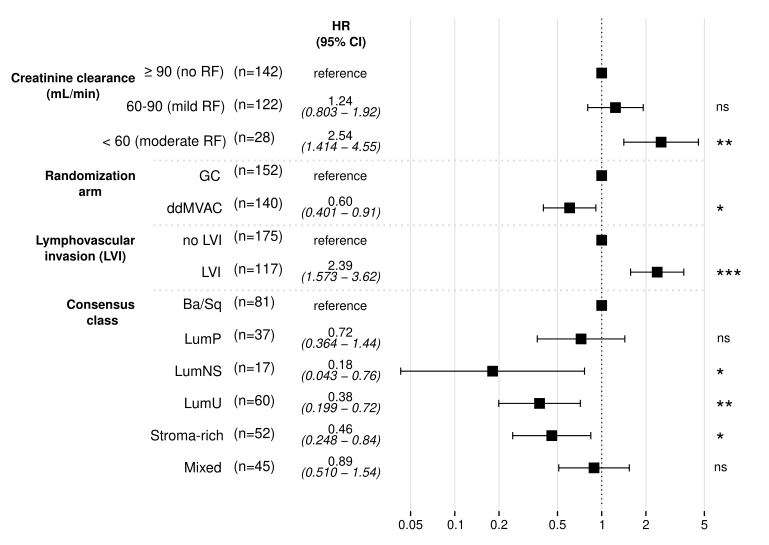 HR
(95% CI)
Creatinine clearance
(mL/min)
≥ 90 (no RF) (n=142) reference
60-90 (mild RF) (n=122) 1.24
(0.803 – 1.92) ns
< 60 (moderate RF) (n=28) 2.54
(1.414 – 4.55) **
Randomization
arm
GC (n=152) reference
ddMVAC (n=140) 0.60
(0.401 – 0.91) *
Lymphovascular
invasion (LVI)
no LVI (n=175) reference
LVI (n=117) 2.39
(1.573 – 3.62) ***
Consensus
class
Ba/Sq (n=81) reference
LumP (n=37) 0.72
(0.364 – 1.44) ns
LumNS (n=17) 0.18
(0.043 – 0.76) *
LumU (n=60) 0.38
(0.199 – 0.72) **
Stroma-rich (n=52) 0.46
(0.248 – 0.84) *
Mixed (n=45) 0.89
(0.510 – 1.54) ns
0.05 0.1 0.2 0.5 1 2 5